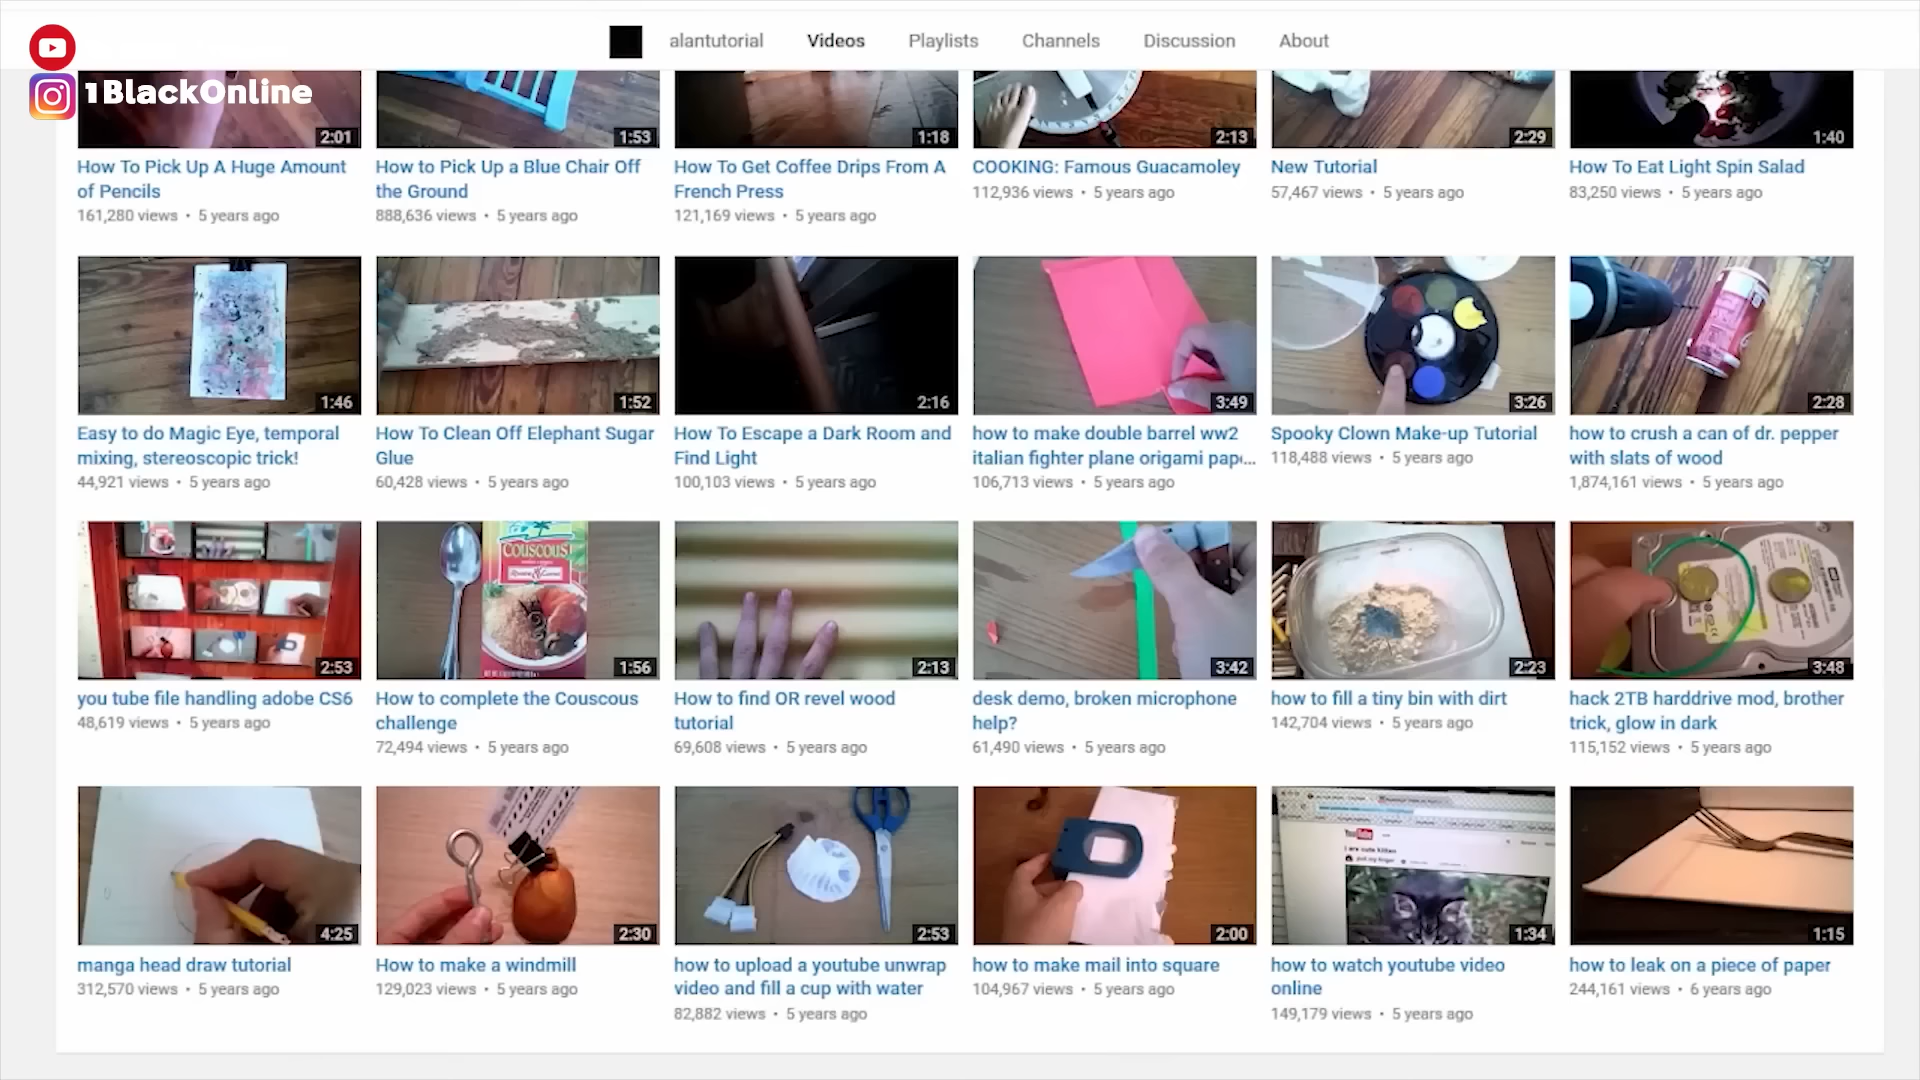 1BlackOnline
alantutorial Videos Playlists Channels Discussion About
2:01 1:53 1:18 2:13 2:29 1:40
How To Pick Up A Huge Amount
of Pencils
161,280 views • 5 years ago
How to Pick Up a Blue Chair Off
the Ground
888,636 views • 5 years ago
How To Get Coffee Drips From A
French Press
121,169 views • 5 years ago
COOKING: Famous Guacamoley
112,936 views • 5 years ago
New Tutorial
57,467 views • 5 years ago
How To Eat Light Spin Salad
83,250 views • 5 years ago
1:46 1:52 2:16 3:49 3:26 2:28
Easy to do Magic Eye, temporal
mixing, stereoscopic trick!
44,921 views • 5 years ago
How To Clean Off Elephant Sugar
Glue
60,428 views • 5 years ago
How To Escape a Dark Room and
Find Light
100,103 views • 5 years ago
how to make double barrel ww2
italian fighter plane origami pap...
106,713 views • 5 years ago
Spooky Clown Make-up Tutorial
118,488 views • 5 years ago
how to crush a can of dr. pepper
with slats of wood
1,874,161 views • 5 years ago
COUSCOUS
2:53 1:56 2:13 3:42 2:23 3:48
you tube file handling adobe CS6
48,619 views • 5 years ago
How to complete the Couscous
challenge
72,494 views • 5 years ago
How to find OR revel wood
tutorial
69,608 views • 5 years ago
desk demo, broken microphone
help?
61,490 views • 5 years ago
how to fill a tiny bin with dirt
142,704 views • 5 years ago
hack 2TB harddrive mod, brother
trick, glow in dark
115,152 views • 5 years ago
YouTube
I are cute kitten
4:25 2:30 2:53 2:00 1:34 1:15
manga head draw tutorial
312,570 views • 5 years ago
How to make a windmill
129,023 views • 5 years ago
how to upload a youtube unwrap
video and fill a cup with water
82,882 views • 5 years ago
how to make mail into square
104,967 views • 5 years ago
how to watch youtube video
online
149,179 views • 5 years ago
how to leak on a piece of paper
244,161 views • 6 years ago